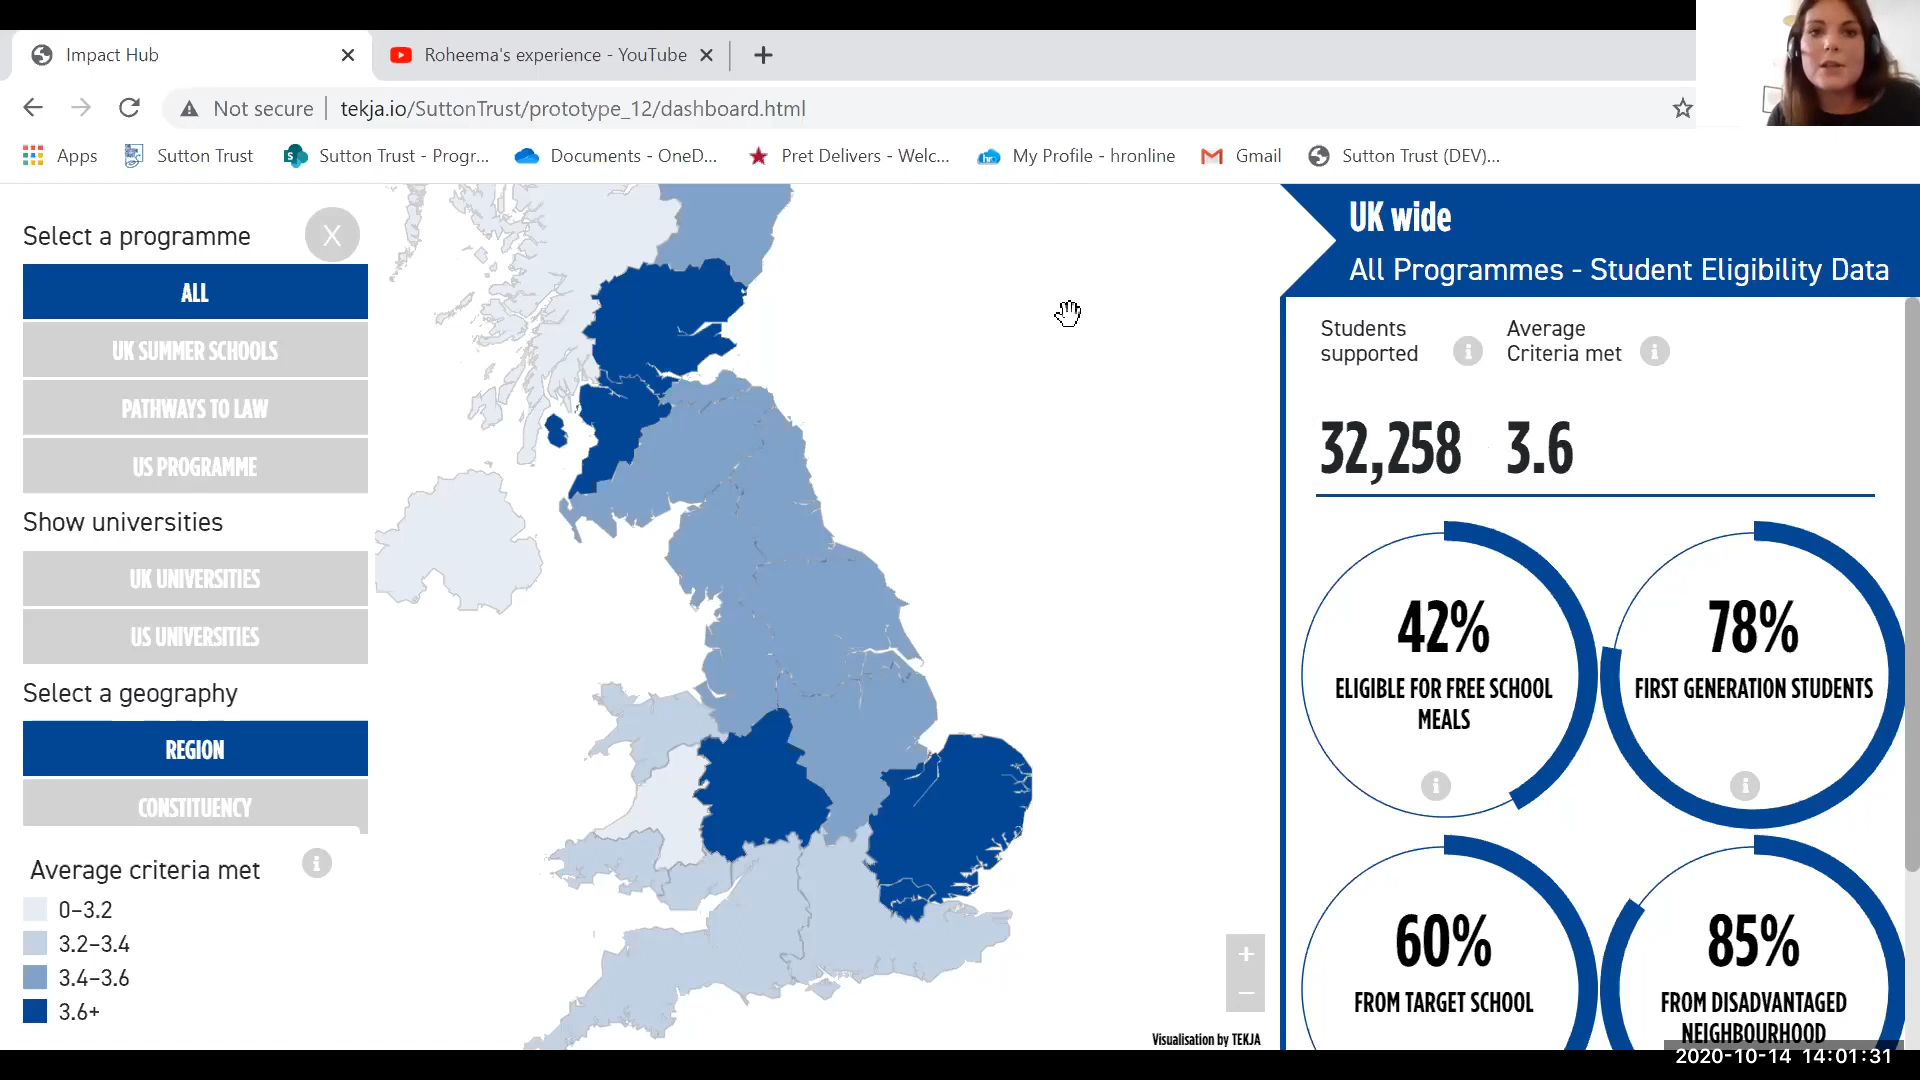 Impact Hub
Roheema's experience - YouTube
Not secure
tekja.io/SuttonTrust/prototype_12/dashboard.html
Apps
Sutton Trust
Sutton Trust - Progr...
Documents - OneD...
Pret Delivers - Welc...
My Profile - hronline
Gmail
Sutton Trust (DEV)...
Select a programme
X
ALL
UK SUMMER SCHOOLS
PATHWAYS TO LAW
US PROGRAMME
Show universities
UK UNIVERSITIES
US UNIVERSITIES
Select a geography
REGION
CONSTITUENCY
Average criteria met
0–3.2
3.2–3.4
3.4–3.6
3.6+
+
−
Visualisation by TEKJA
UK wide
All Programmes - Student Eligibility Data
Students
supported
Average
Criteria met
32,258
3.6
42%
ELIGIBLE FOR FREE SCHOOL
MEALS
78%
FIRST GENERATION STUDENTS
60%
FROM TARGET SCHOOL
85%
FROM DISADVANTAGED
NEIGHBOURHOOD
2020-10-14 14:01:31